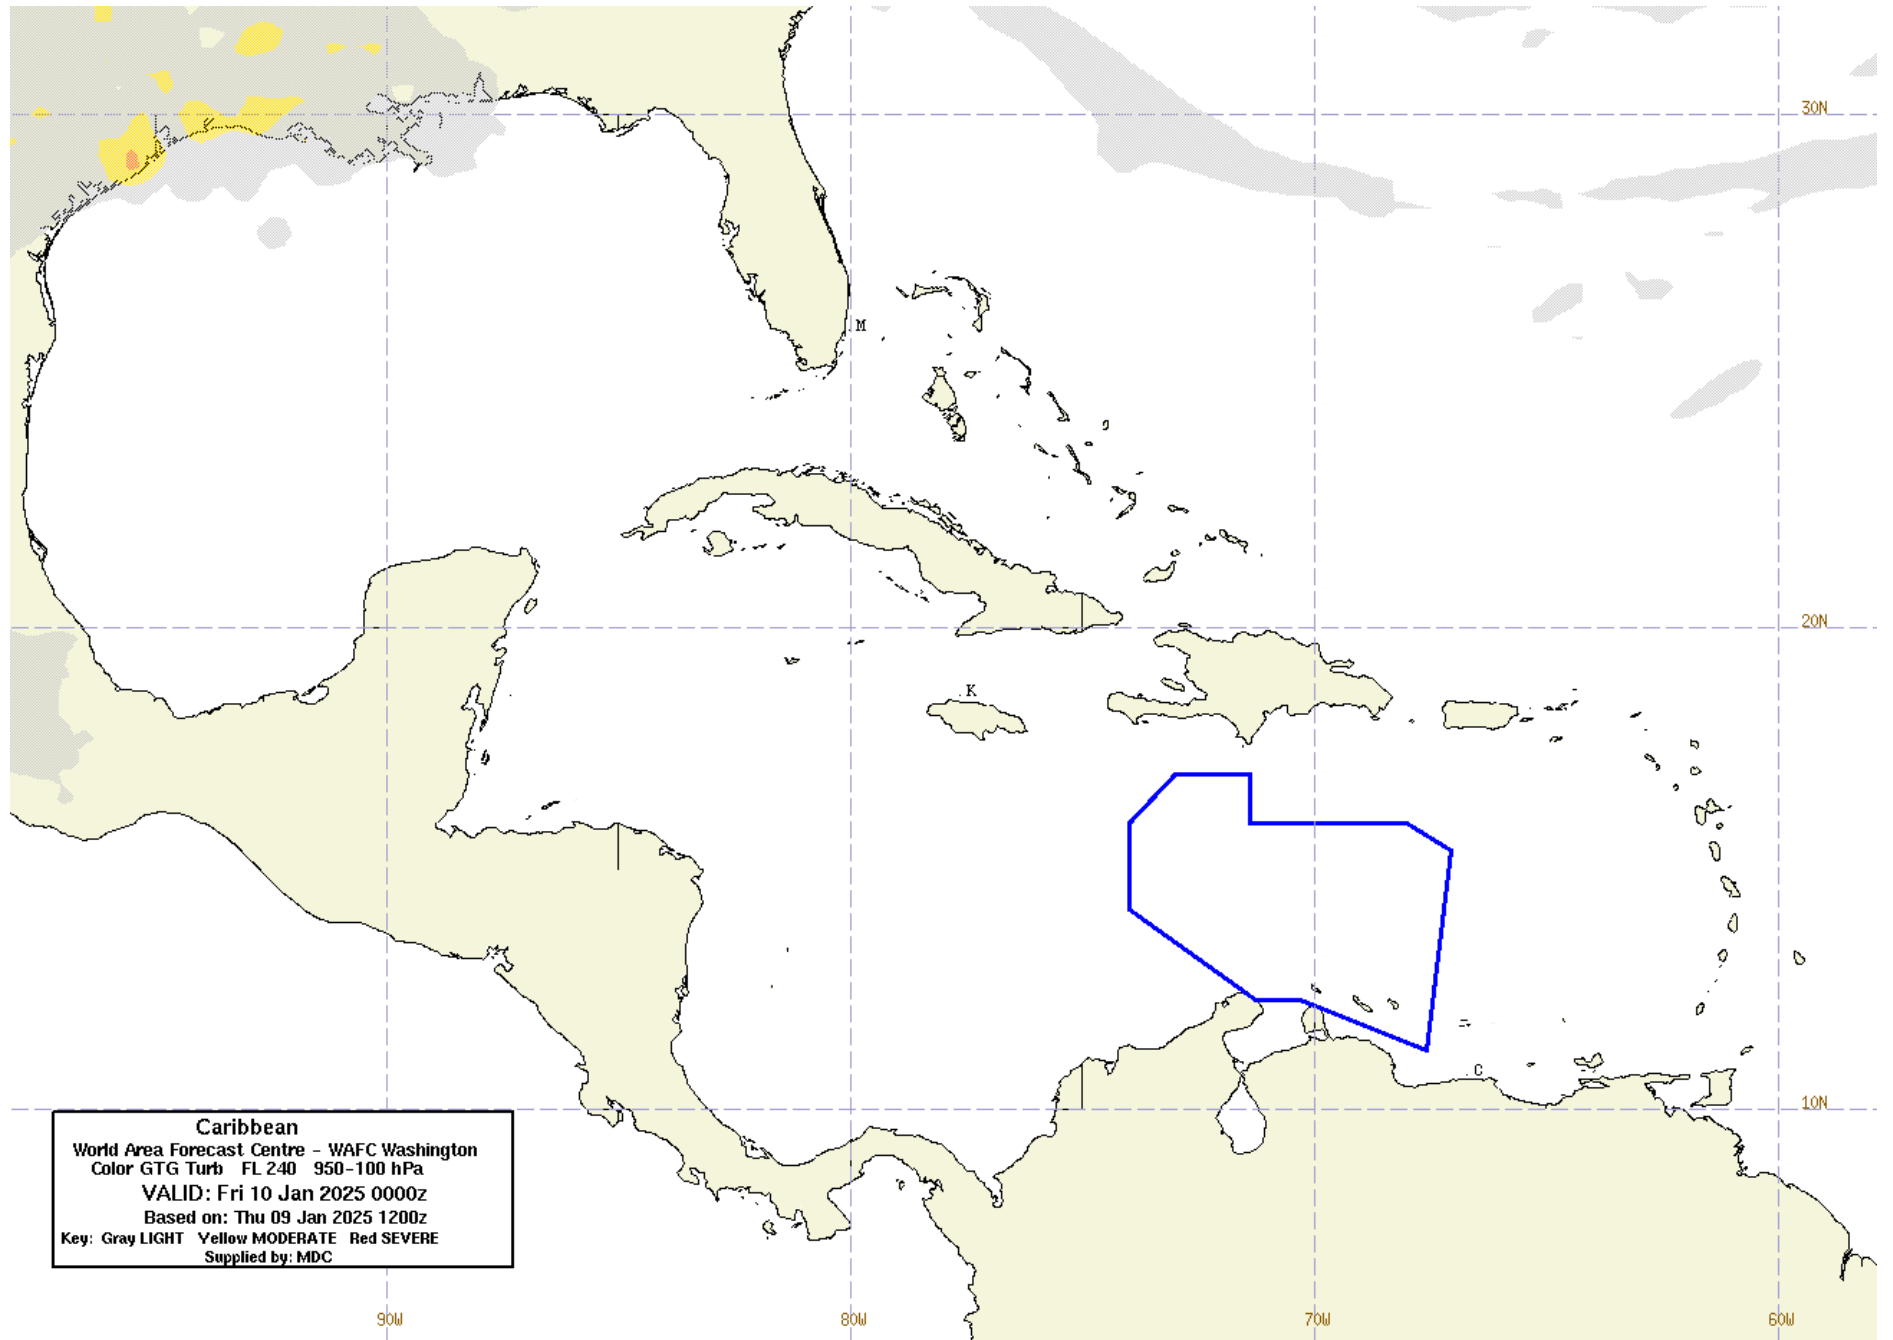 30N
M
20N
K
C
10N
Caribbean
World Area Forecast Centre - WAFC Washington
Color GTG Turb FL 240 950-100 hPa
VALID: Fri 10 Jan 2025 0000z
Based on: Thu 09 Jan 2025 1200z
Key: Gray LIGHT Yellow MODERATE Red SEVERE
Supplied by: MDC
90W 80W 70W 60W